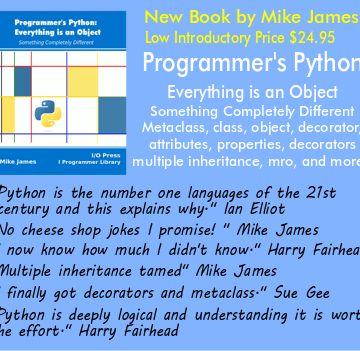 New Book by Mike James
Low Introductory Price $24.95
Programmer's Python
Everything is an Object
Something Completely Different
Metaclass, class, object, decorator,
attributes, properties, decorators
multiple inheritance, mro, and more
Programmer's Python:
Everything is an Object
Something Completely Different
Mike James
I/O Press
I Programmer Library
Python is the number one languages of the 21st
century and this explains why." Ian Elliot
No cheese shop jokes I promise! " Mike James
now know how much I didn't know." Harry Fairhea
Multiple inheritance tamed" Mike James
finally got decorators and metaclass." Sue Gee
Python is deeply logical and understanding it is wort
he effort." Harry Fairhead